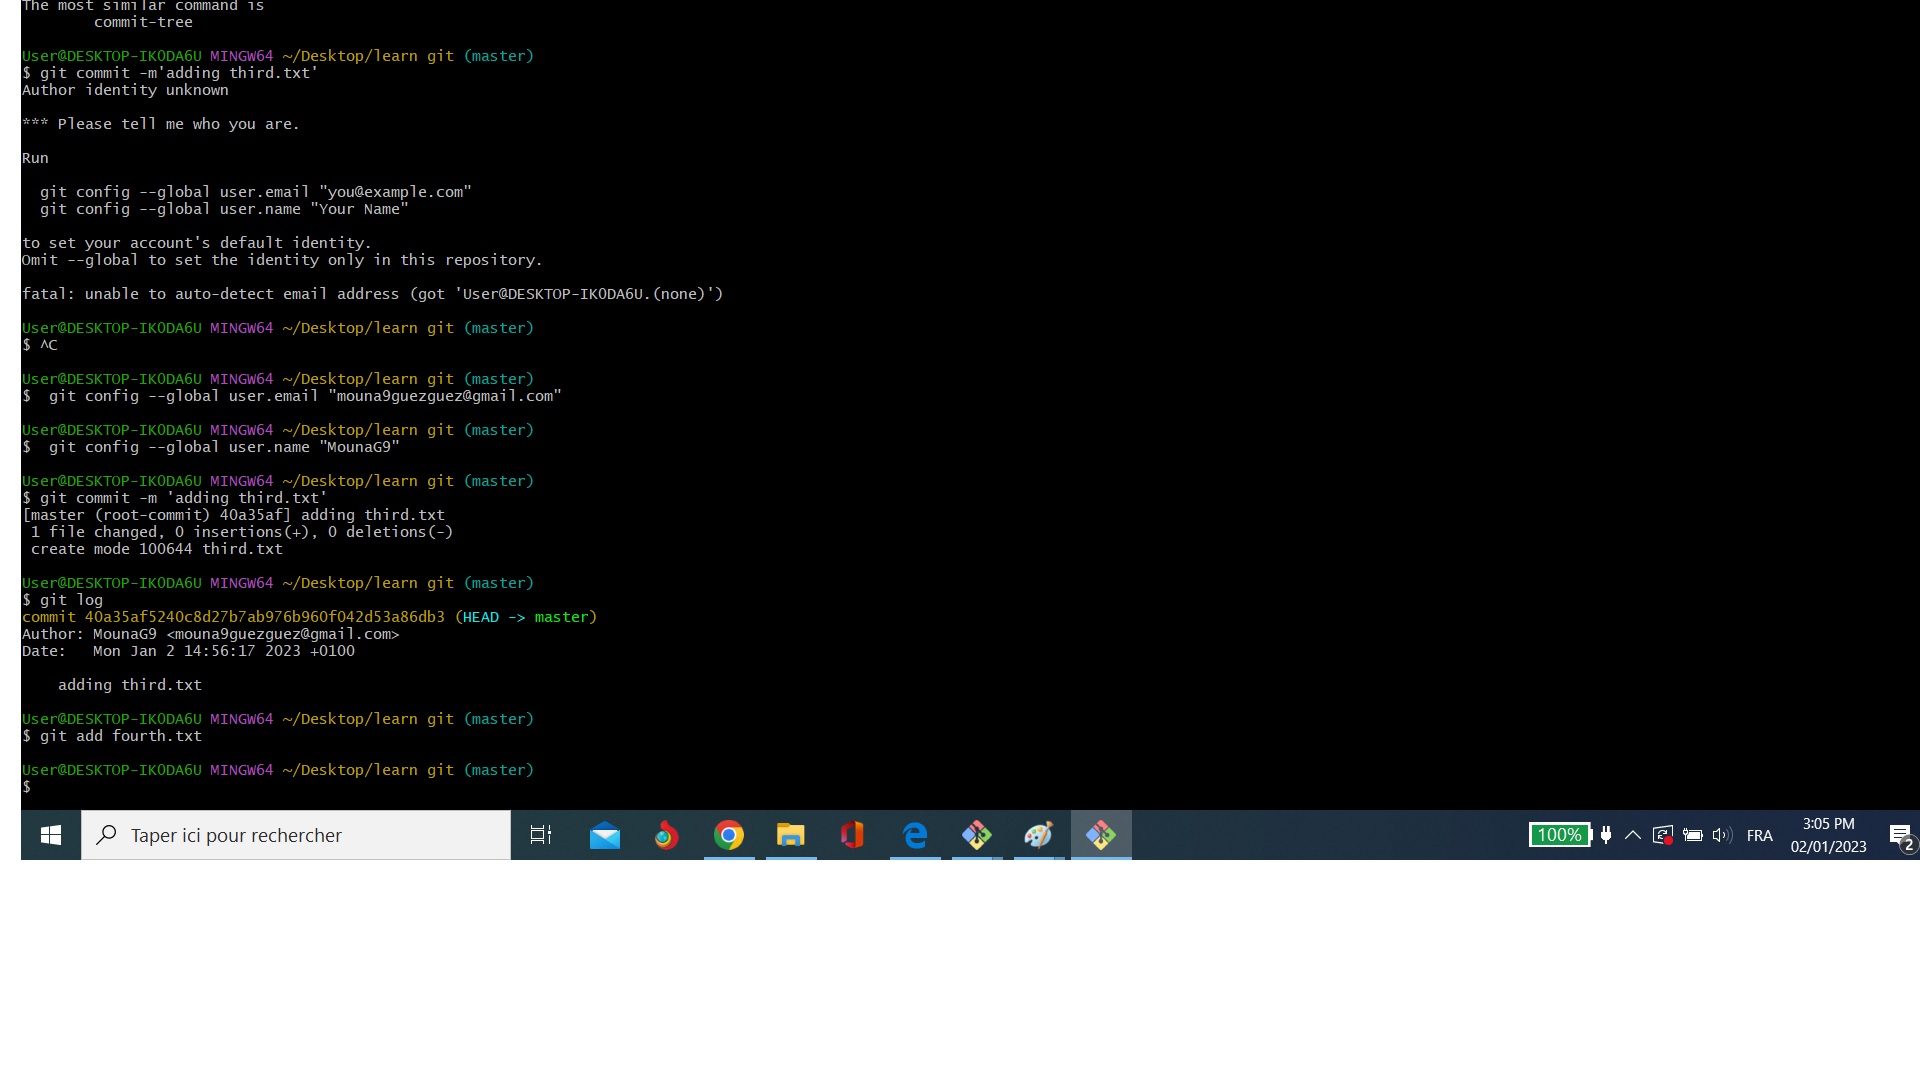 The most similar command is
commit-tree
User@DESKTOP-IKODA6U MINGW64 ~/Desktop/learn git (master)
$ git commit -m'adding third.txt'
Author identity unknown
*** Please tell me who you are.
Run
git config --global user.email "you@example.com"
git config --global user.name "Your Name"
to set your account's default identity.
Omit --global to set the identity only in this repository.
fatal: unable to auto-detect email address (got 'User@DESKTOP-IKODA6U.(none)')
User@DESKTOP-IKODA6U MINGW64 ~/Desktop/learn git (master)
$ ^C
User@DESKTOP-IKODA6U MINGW64 ~/Desktop/learn git (master)
$  git config --global user.email "mouna9guezguez@gmail.com"
User@DESKTOP-IKODA6U MINGW64 ~/Desktop/learn git (master)
$  git config --global user.name "MounaG9"
User@DESKTOP-IKODA6U MINGW64 ~/Desktop/learn git (master)
$ git commit -m 'adding third.txt'
[master (root-commit) 40a35af] adding third.txt
1 file changed, 0 insertions(+), 0 deletions(-)
create mode 100644 third.txt
User@DESKTOP-IKODA6U MINGW64 ~/Desktop/learn git (master)
$ git log
commit 40a35af5240c8d27b7ab976b960f042d53a86db3 (HEAD -> master)
Author: MounaG9 <mouna9guezguez@gmail.com>
Date:   Mon Jan 2 14:56:17 2023 +0100
adding third.txt
User@DESKTOP-IKODA6U MINGW64 ~/Desktop/learn git (master)
$ git add fourth.txt
User@DESKTOP-IKODA6U MINGW64 ~/Desktop/learn git (master)
$
Taper ici pour rechercher
100%
FRA
3:05 PM
02/01/2023
2